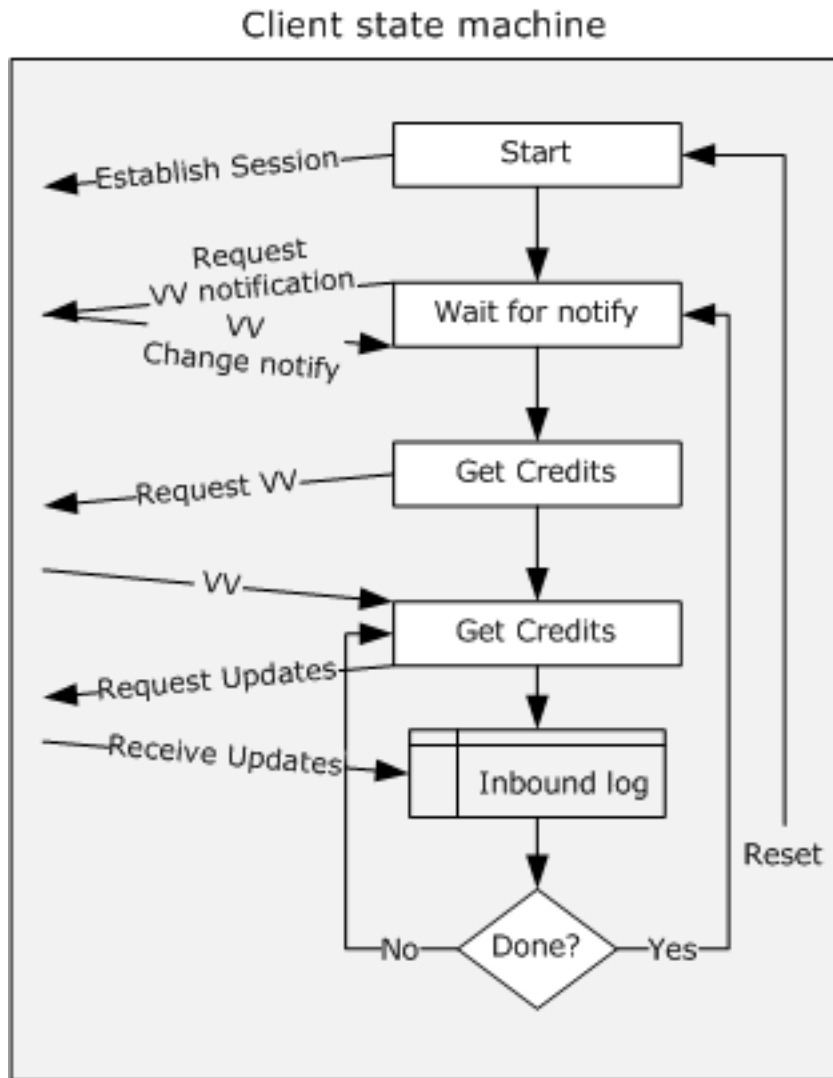 Client state machine
Start
Establish Session
Request
VV notification
Wait for notify
VV
Change notify
Get Credits
Request VV
VV
Get Credits
Request Updates
Receive Updates
Inbound log
Reset
No
Done?
Yes